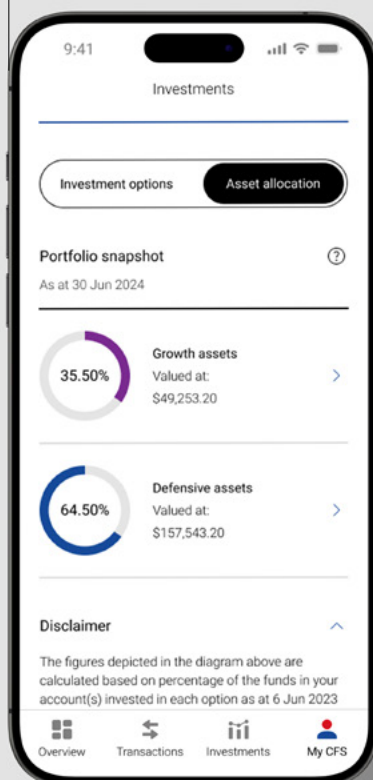 9:41
Investments
Investment options
Asset allocation
Portfolio snapshot
?
As at 30 Jun 2024
35.50%
Growth assets
Valued at:
$49,253.20
64.50%
Defensive assets
Valued at:
$157,543.20
Disclaimer
The figures depicted in the diagram above are
calculated based on percentage of the funds in your
account(s) invested in each option as at 6 Jun 2023
Overview
Transactions
Investments
My CFS